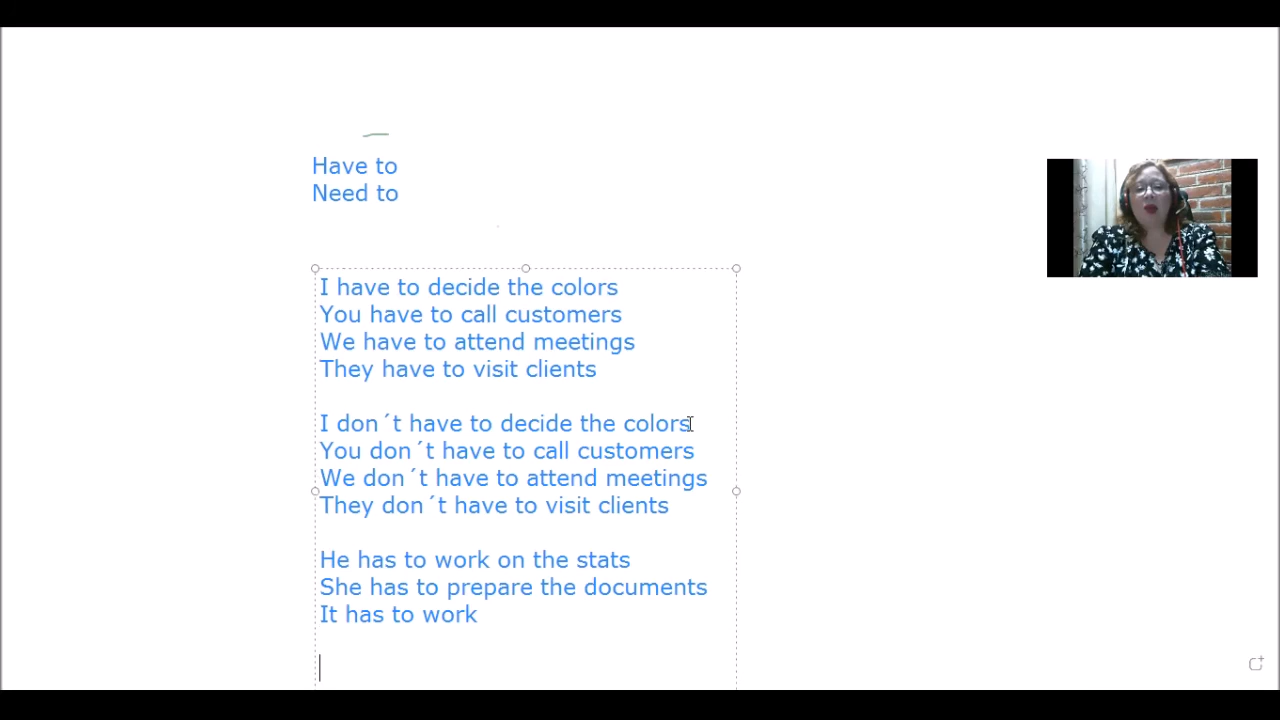 Have to
Need to
I have to decide the colors
You have to call customers
We have to attend meetings
They have to visit clients
I don´t have to decide the colors
You don´t have to call customers
We don´t have to attend meetings
They don´t have to visit clients
He has to work on the stats
She has to prepare the documents
It has to work